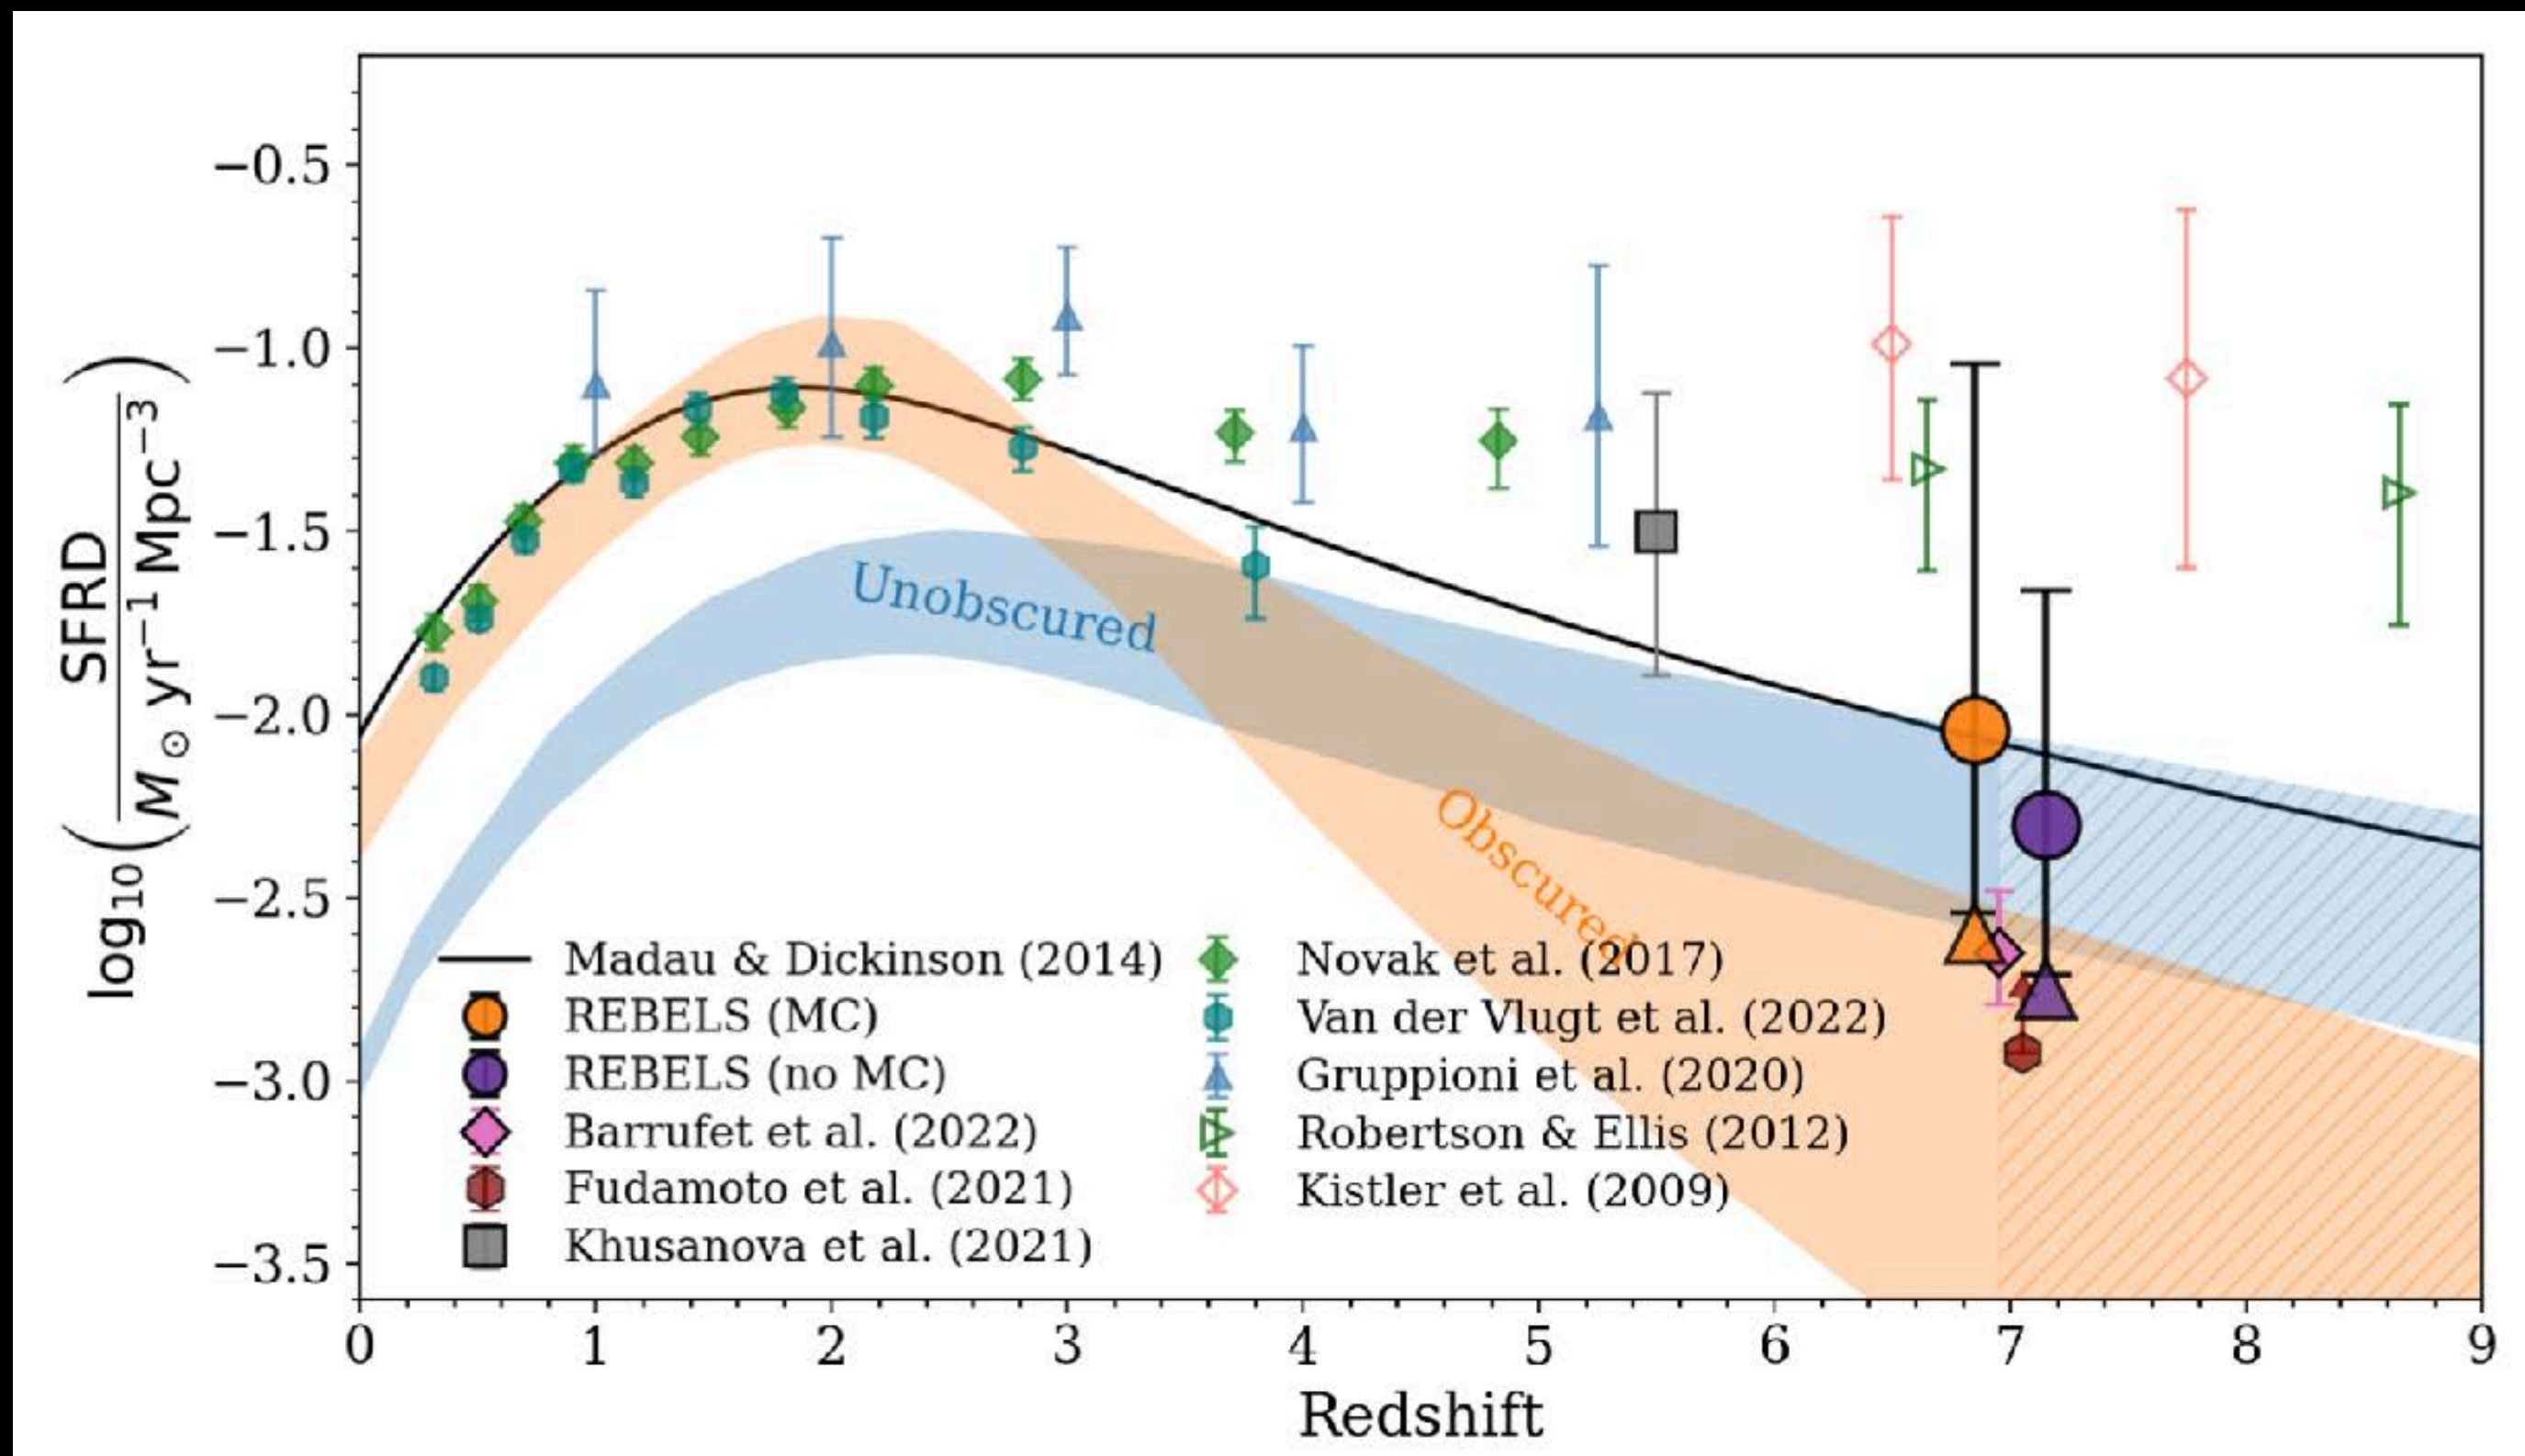 −0.5
−1.0
−1.5
−2.0
−2.5
−3.0
−3.5
log₁₀(SFRD / M⊙ yr⁻¹ Mpc⁻³)
Unobscured
Obscured
Madau & Dickinson (2014)
REBELS (MC)
REBELS (no MC)
Barrufet et al. (2022)
Fudamoto et al. (2021)
Khusanova et al. (2021)
Novak et al. (2017)
Van der Vlugt et al. (2022)
Gruppioni et al. (2020)
Robertson & Ellis (2012)
Kistler et al. (2009)
0 1 2 3 4 5 6 7 8 9
Redshift